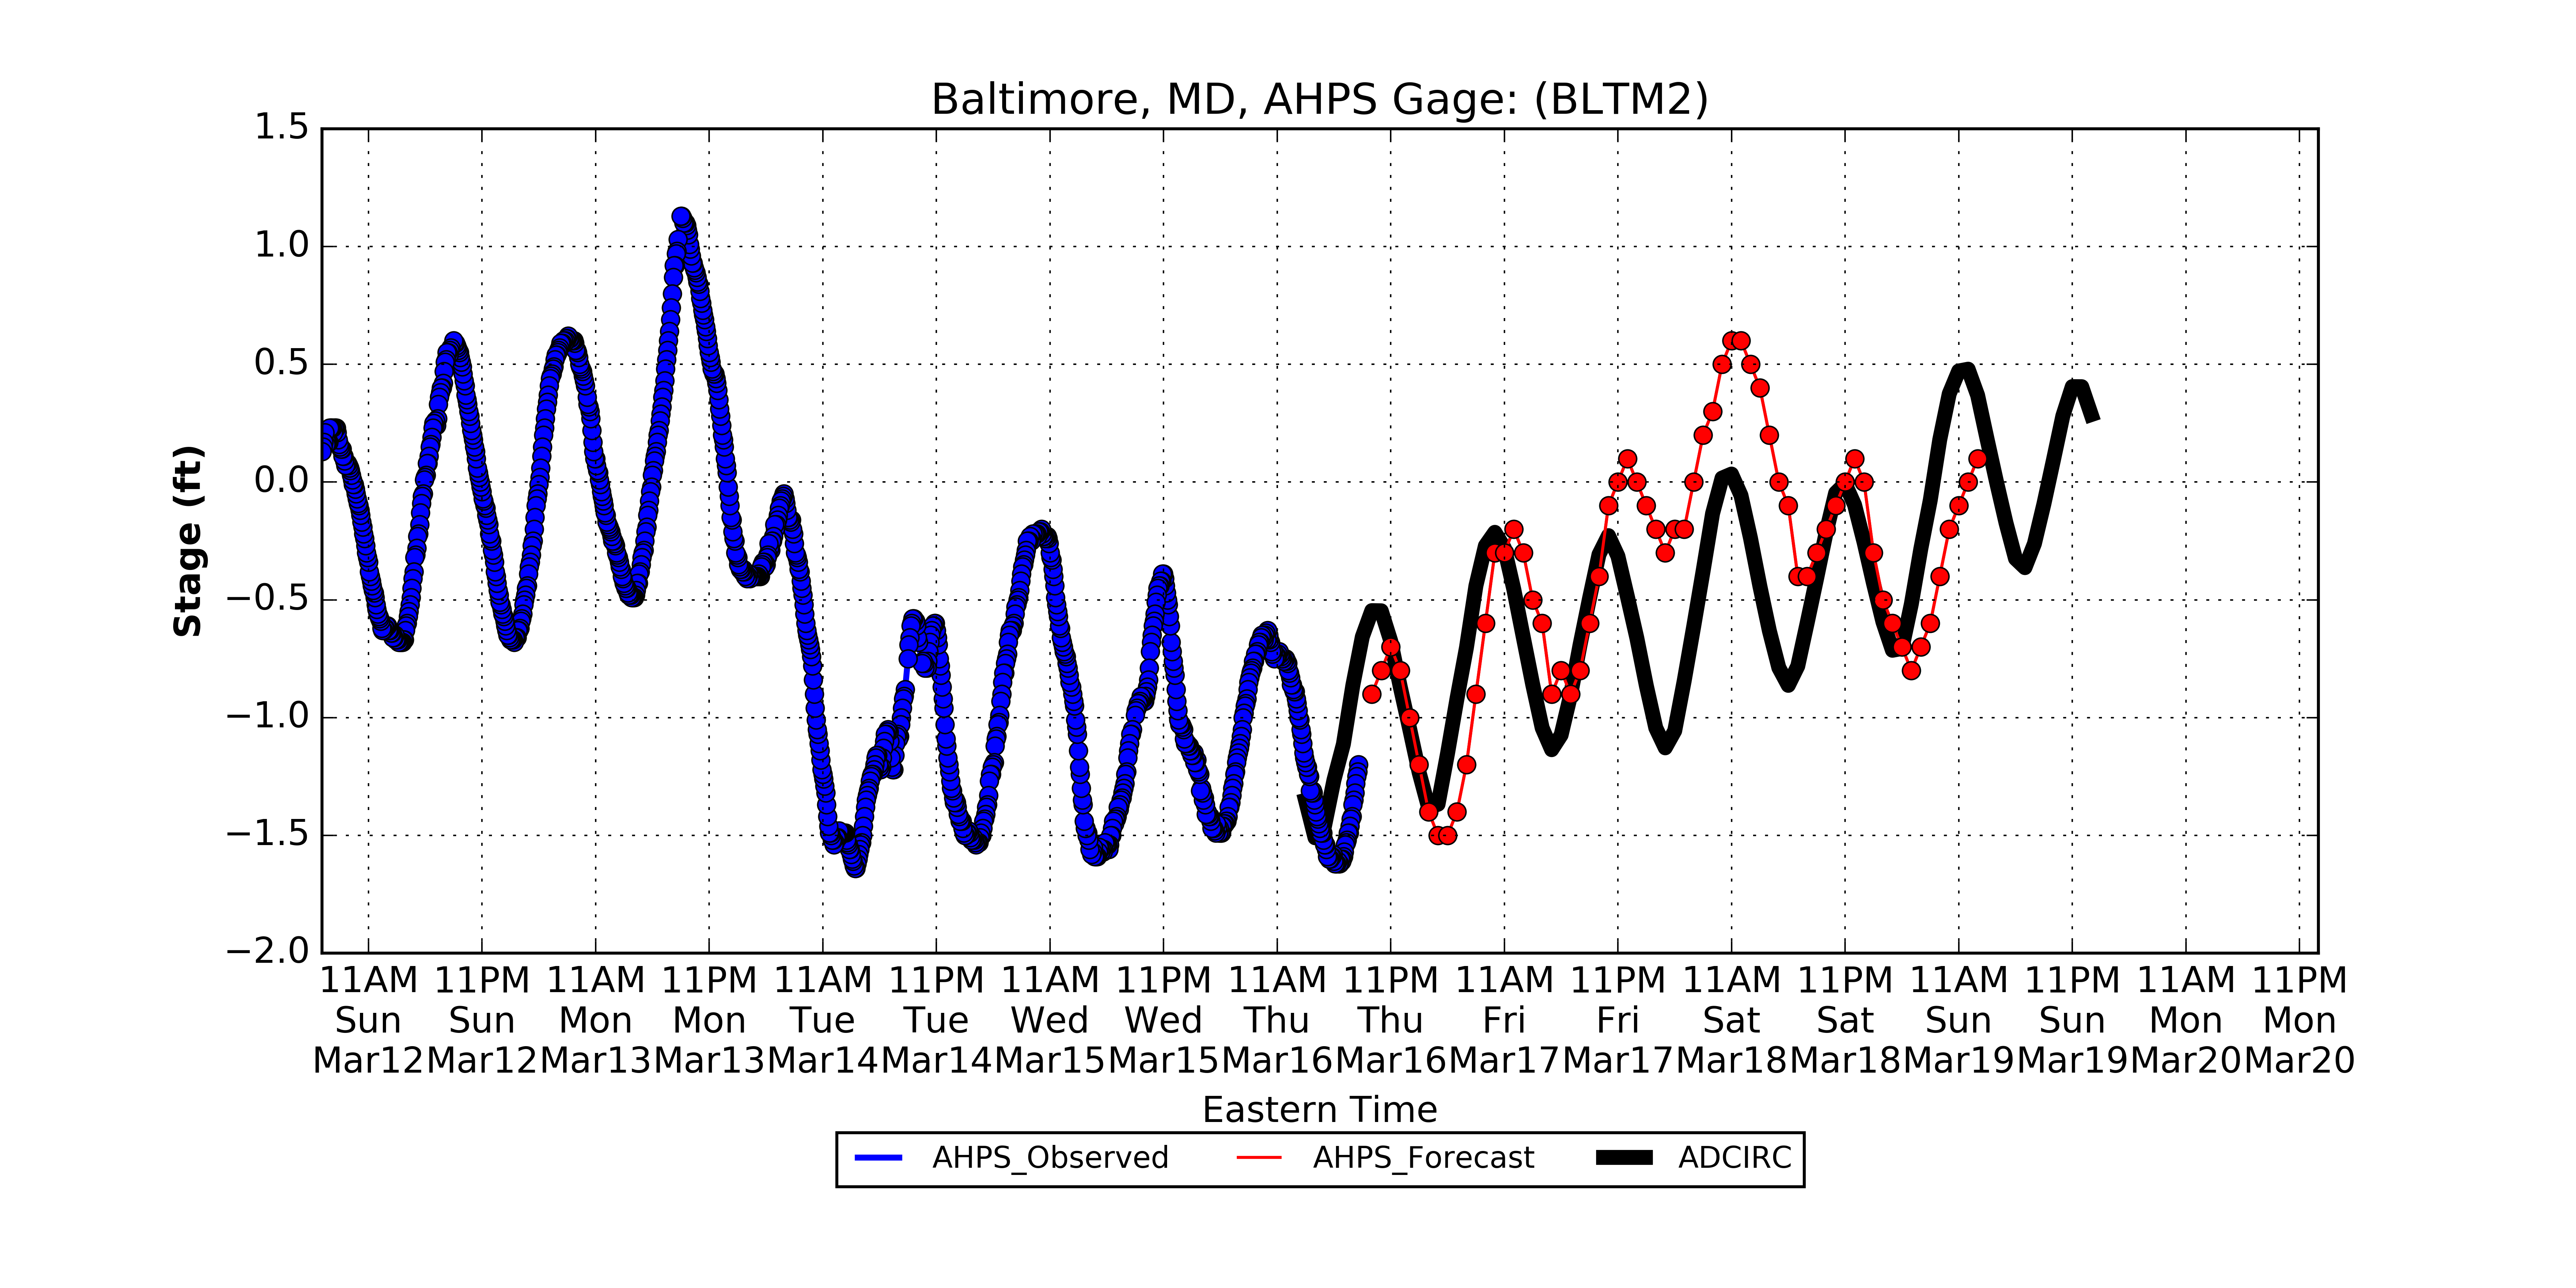 Baltimore, MD, AHPS Gage: (BLTM2)
1.5
1.0
0.5
0.0
−0.5
−1.0
−1.5
−2.0
Stage (ft)
11AM 11PM 11AM 11PM 11AM 11PM 11AM 11PM 11AM 11PM 11AM 11PM 11AM 11PM 11AM 11PM 11AM 11PM
Sun Sun Mon Mon Tue Tue Wed Wed Thu Thu Fri Fri Sat Sat Sun Sun Mon Mon
Mar12 Mar12 Mar13 Mar13 Mar14 Mar14 Mar15 Mar15 Mar16 Mar16 Mar17 Mar17 Mar18 Mar18 Mar19 Mar19 Mar20 Mar20
Eastern Time
AHPS_Observed AHPS_Forecast ADCIRC